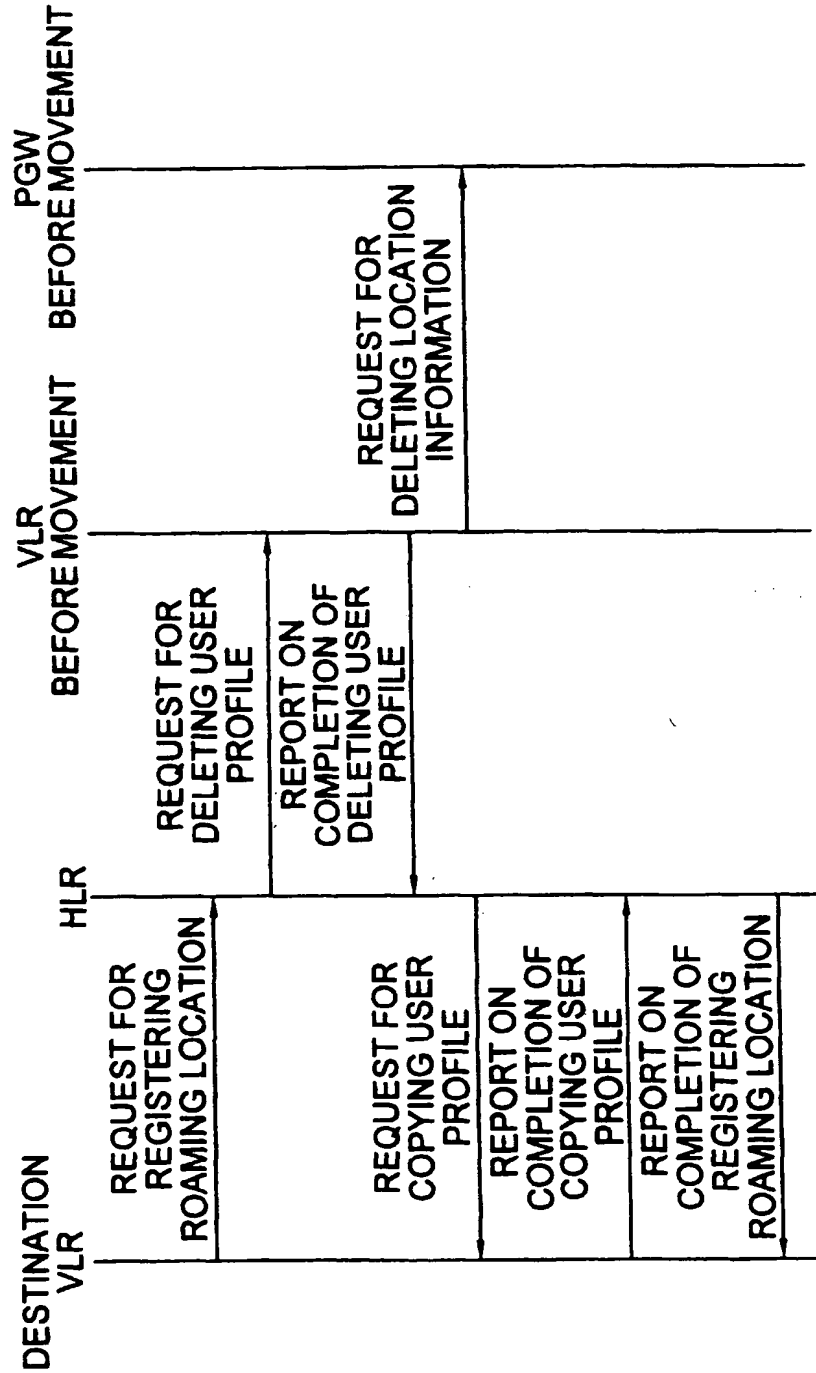 DESTINATION
VLR
HLR
VLR
BEFORE MOVEMENT
PGW
BEFORE MOVEMENT
REQUEST FOR
REGISTERING
ROAMING LOCATION
REQUEST FOR
DELETING USER
PROFILE
REPORT ON
COMPLETION OF
DELETING USER
PROFILE
REQUEST FOR
DELETING LOCATION
INFORMATION
REQUEST FOR
COPYING USER
PROFILE
REPORT ON
COMPLETION OF
COPYING USER
PROFILE
REPORT ON
COMPLETION OF
REGISTERING
ROAMING LOCATION